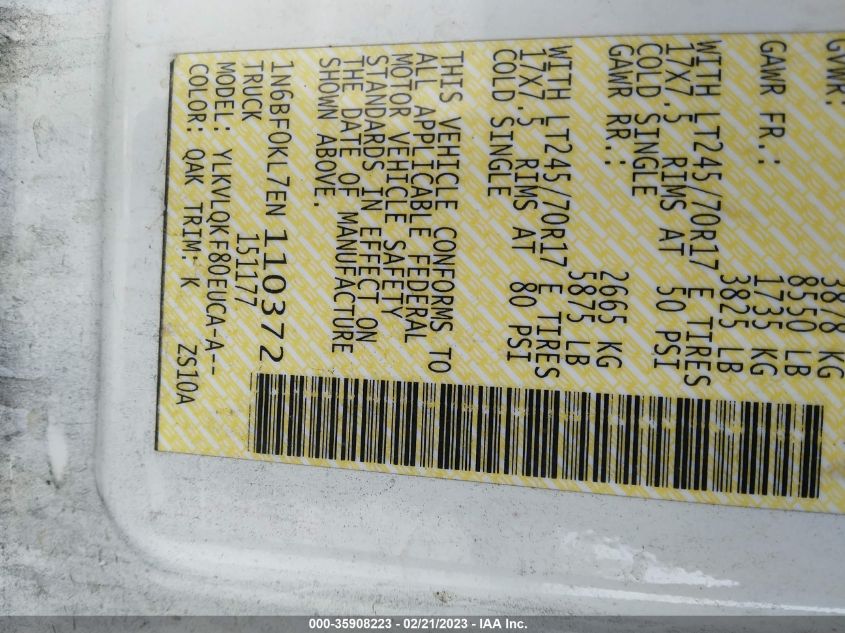 GVWR:
3878 KG
8550 LB
GAWR FR.:
1735 KG
3825 LB
WITH LT245/70R17 E TIRES
17X7.5 RIMS AT 50 PSI
COLD SINGLE
GAWR RR.:
2665 KG
5875 LB
WITH LT245/70R17 E TIRES
17X7.5 RIMS AT 80 PSI
COLD SINGLE
THIS VEHICLE CONFORMS TO
ALL APPLICABLE FEDERAL
MOTOR VEHICLE SAFETY
STANDARDS IN EFFECT ON
THE DATE OF MANUFACTURE
SHOWN ABOVE.
1N6BF0KL7EN110372
TRUCK 151177
MODEL: YLKVLQKF80EUCA-A--
COLOR: QAK TRIM: K ZS10A
000-35908223 - 02/21/2023 - IAA Inc.